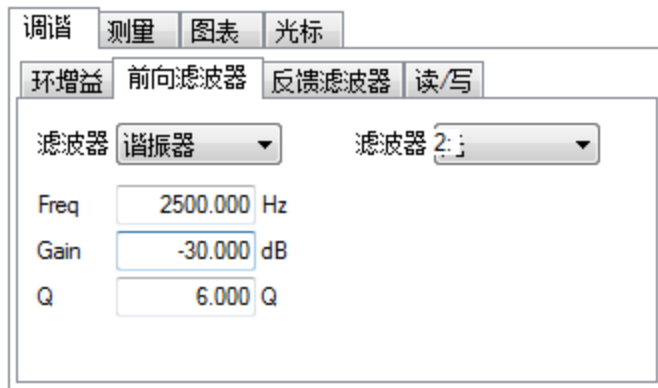 调谐 测量 图表 光标
环增益 前向滤波器 反馈滤波器 读/写
滤波器 谐振器 滤波器 2:
Freq 2500.000 Hz
Gain -30.000 dB
Q 6.000 Q